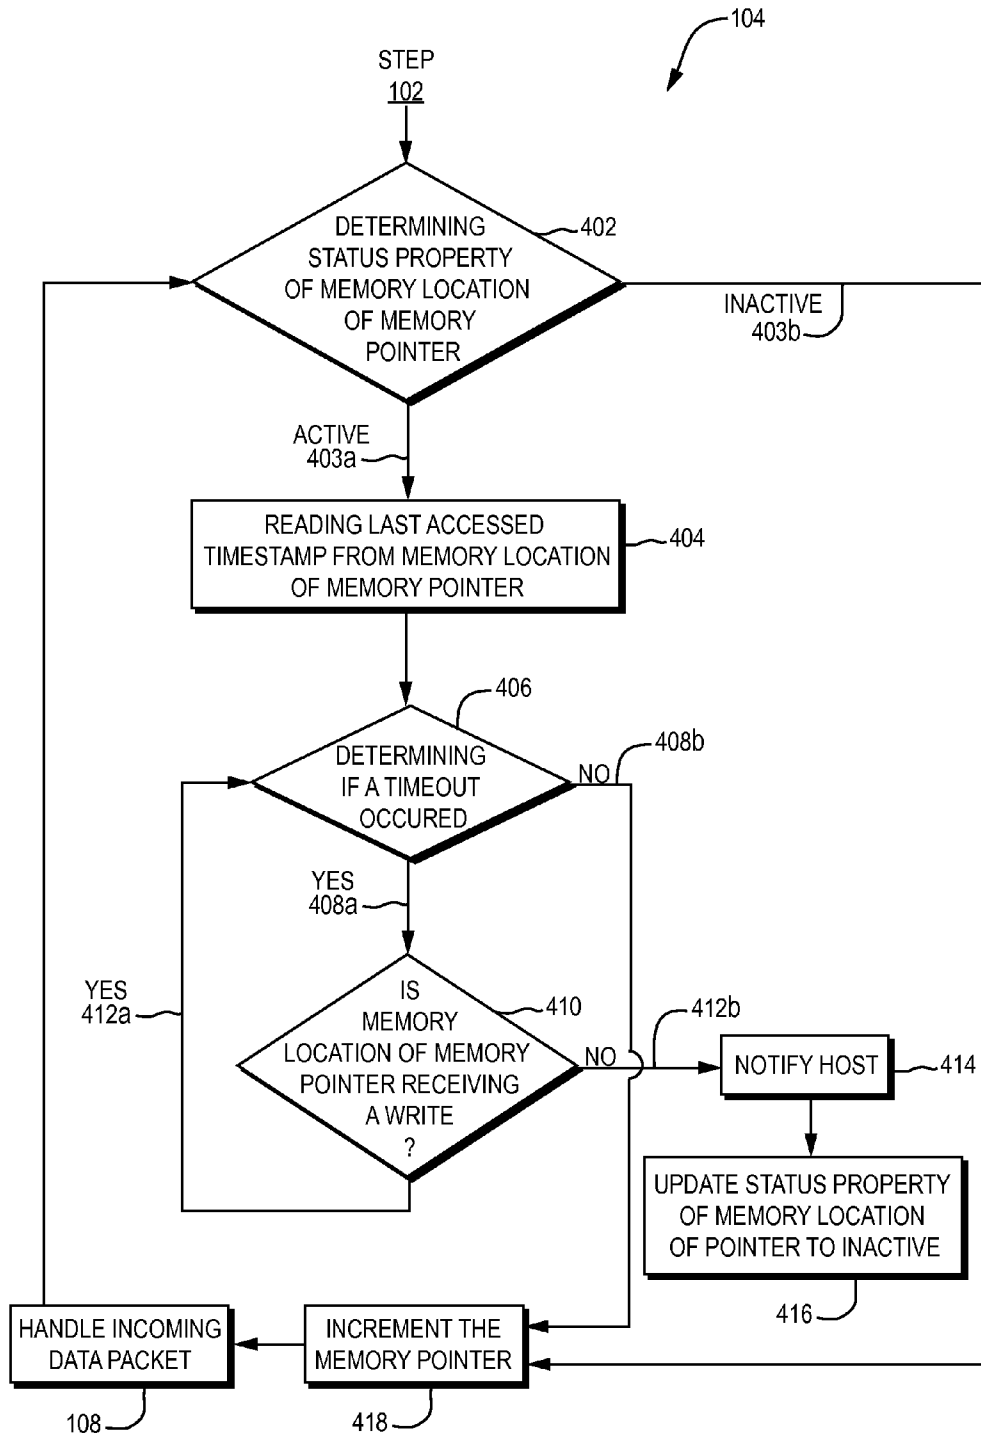 104
STEP
102
DETERMINING
STATUS PROPERTY
OF MEMORY LOCATION
OF MEMORY
POINTER
402
INACTIVE
403b
ACTIVE
403a
READING LAST ACCESSED
TIMESTAMP FROM MEMORY LOCATION
OF MEMORY POINTER
404
406
DETERMINING
IF A TIMEOUT
OCCURED
NO
408b
YES
408a
YES
412a
IS
MEMORY
LOCATION OF MEMORY
POINTER RECEIVING
A WRITE
?
410
NO
412b
NOTIFY HOST
414
UPDATE STATUS PROPERTY
OF MEMORY LOCATION
OF POINTER TO INACTIVE
416
HANDLE INCOMING
DATA PACKET
108
INCREMENT THE
MEMORY POINTER
418